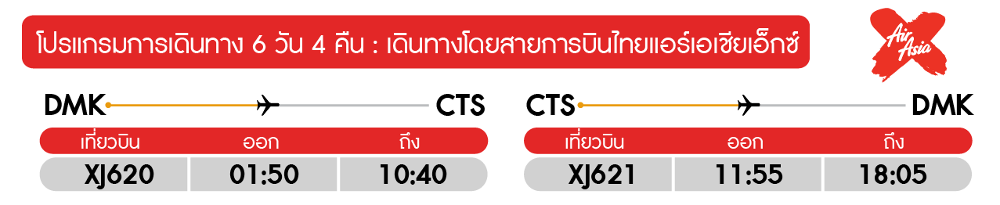 โปรแกรมการเดินทาง 6 วัน 4 คืน : เดินทางโดยสายการบินไทยแอร์เอเชียเอ็กซ์
Air
Asia
DMK CTS
เที่ยวบิน ออก ถึง
XJ620 01:50 10:40
CTS DMK
เที่ยวบิน ออก ถึง
XJ621 11:55 18:05